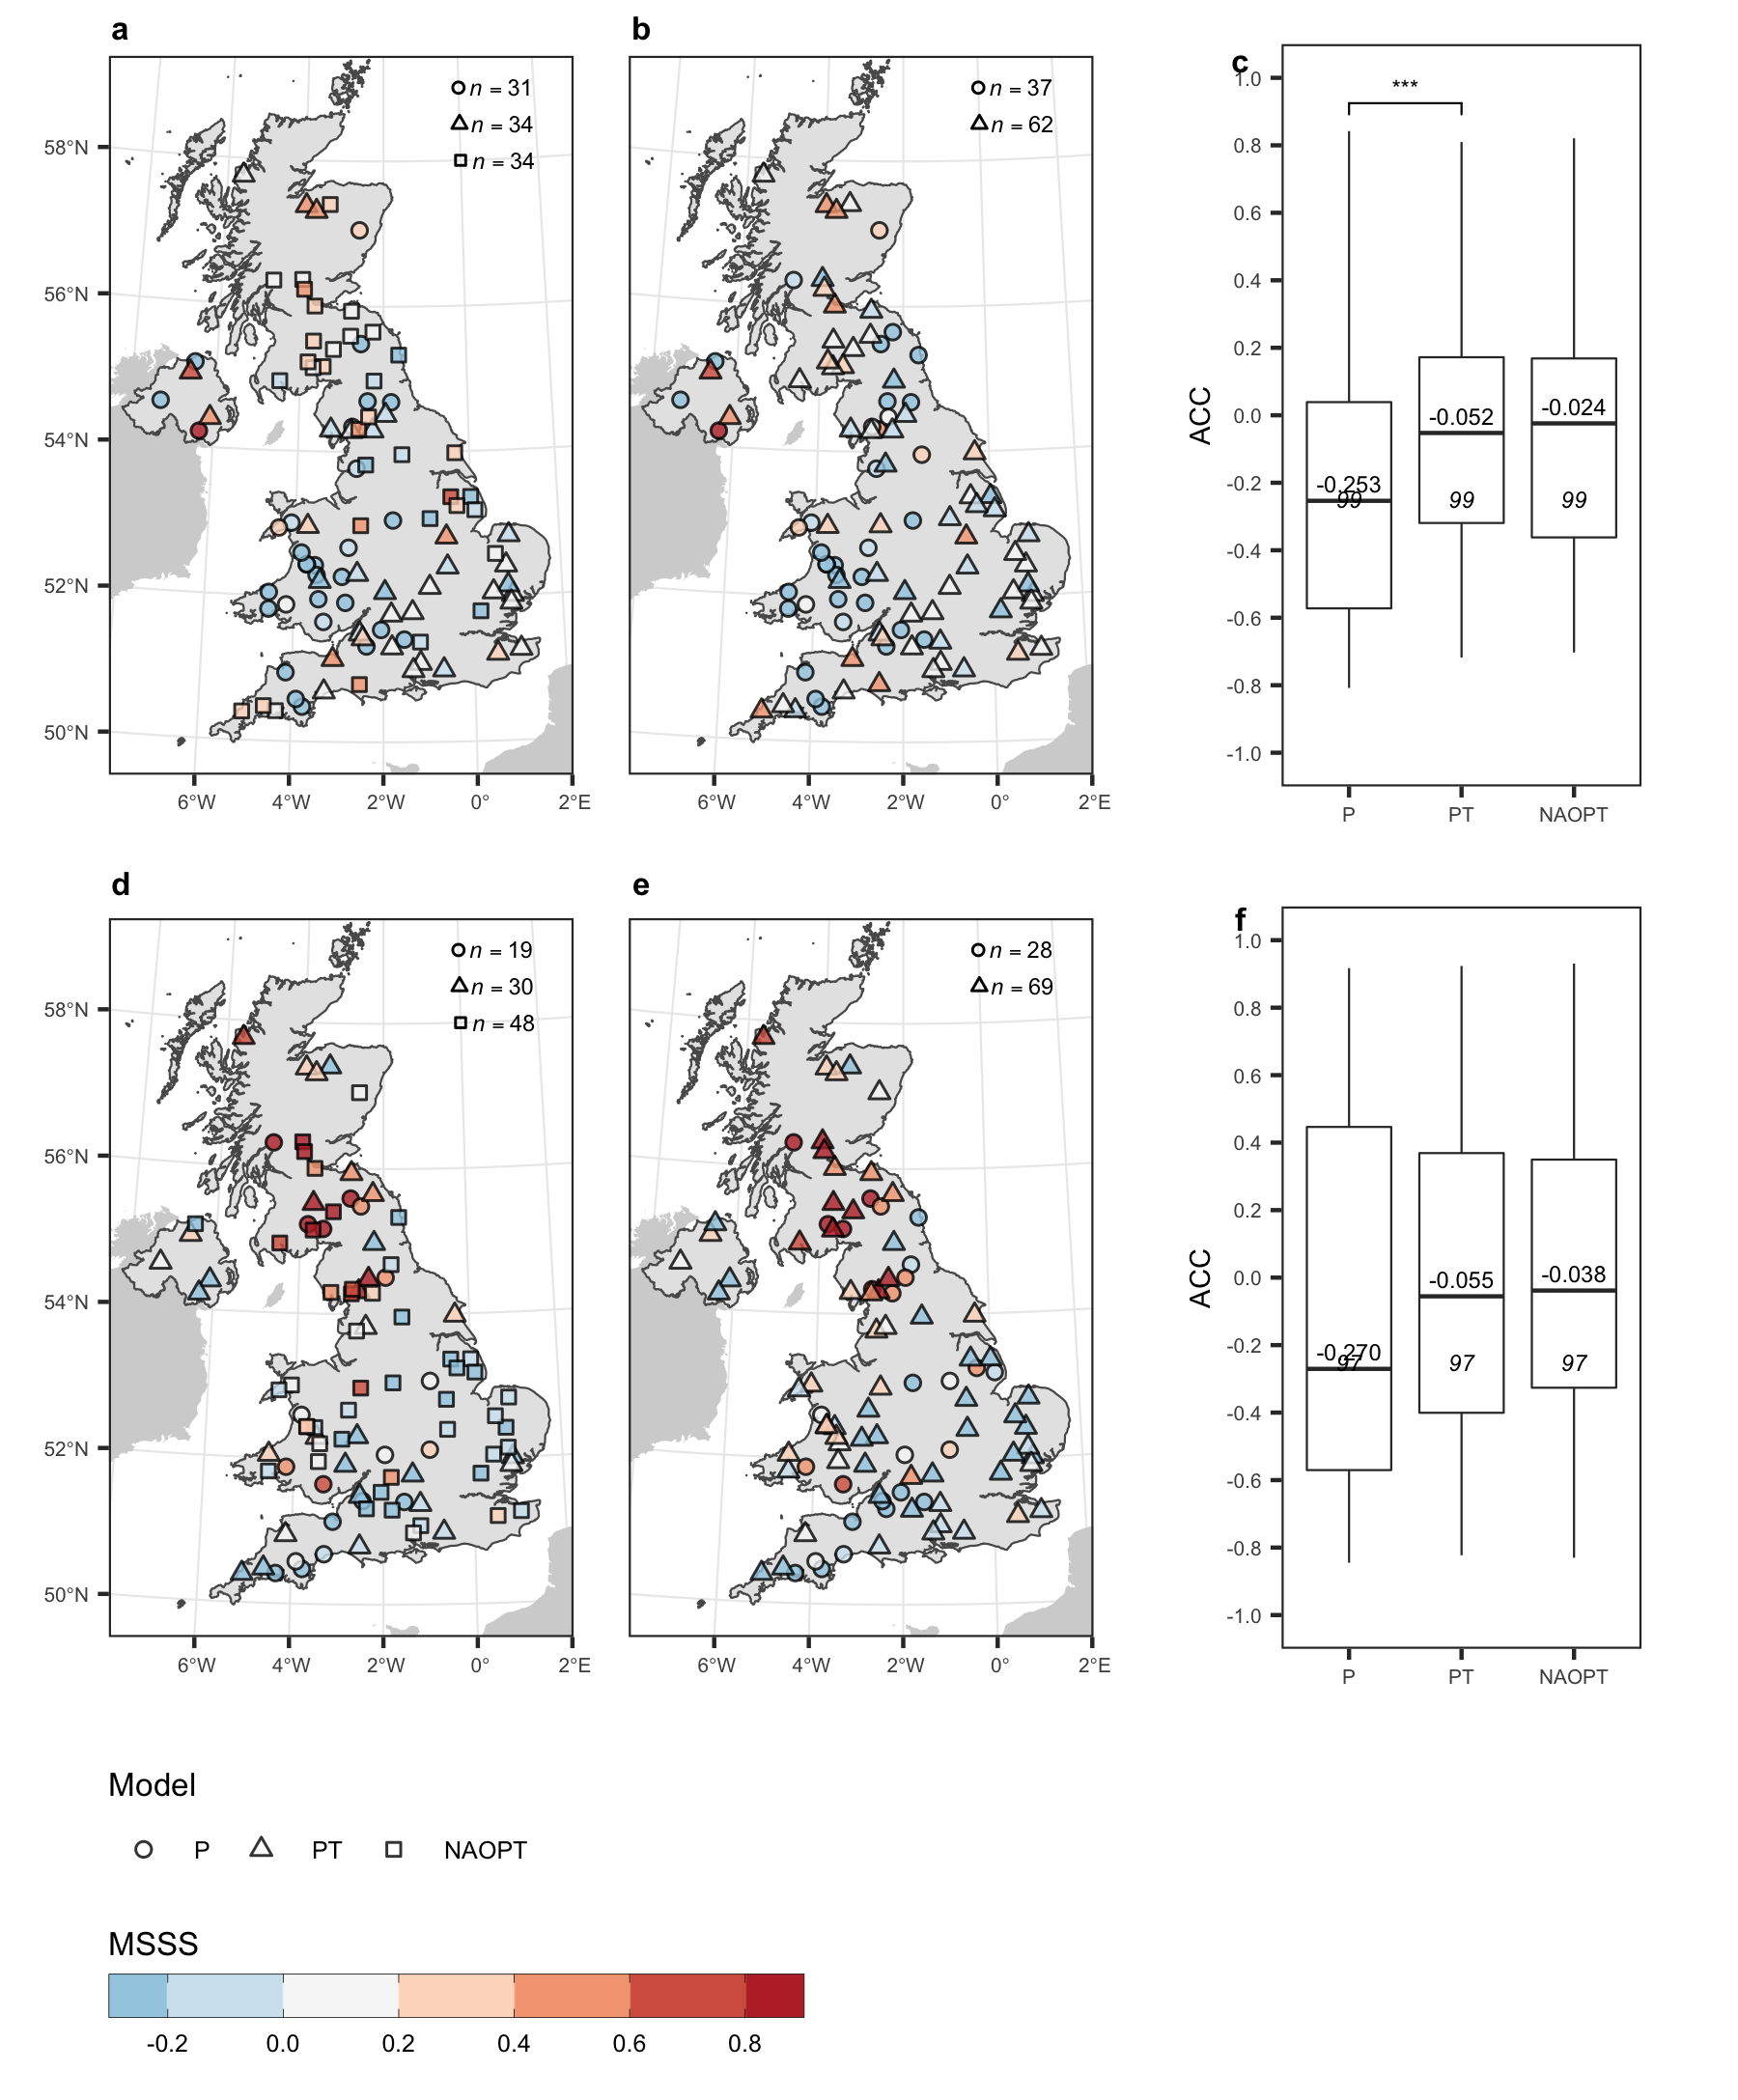 a
b
c
n = 31
n = 34
n = 34
n = 37
n = 62
58°N
56°N
54°N
52°N
50°N
6°W 4°W 2°W 0° 2°E
6°W 4°W 2°W 0° 2°E
ACC
1.0
0.8
0.6
0.4
0.2
0.0
-0.2
-0.4
-0.6
-0.8
-1.0
***
-0.253
-0.052
-0.024
99
99
99
P PT NAOPT
d
e
f
n = 19
n = 30
n = 48
n = 28
n = 69
58°N
56°N
54°N
52°N
50°N
6°W 4°W 2°W 0° 2°E
6°W 4°W 2°W 0° 2°E
ACC
1.0
0.8
0.6
0.4
0.2
0.0
-0.2
-0.4
-0.6
-0.8
-1.0
-0.270
-0.055
-0.038
97
97
97
P PT NAOPT
Model
P PT NAOPT
MSSS
-0.2 0.0 0.2 0.4 0.6 0.8